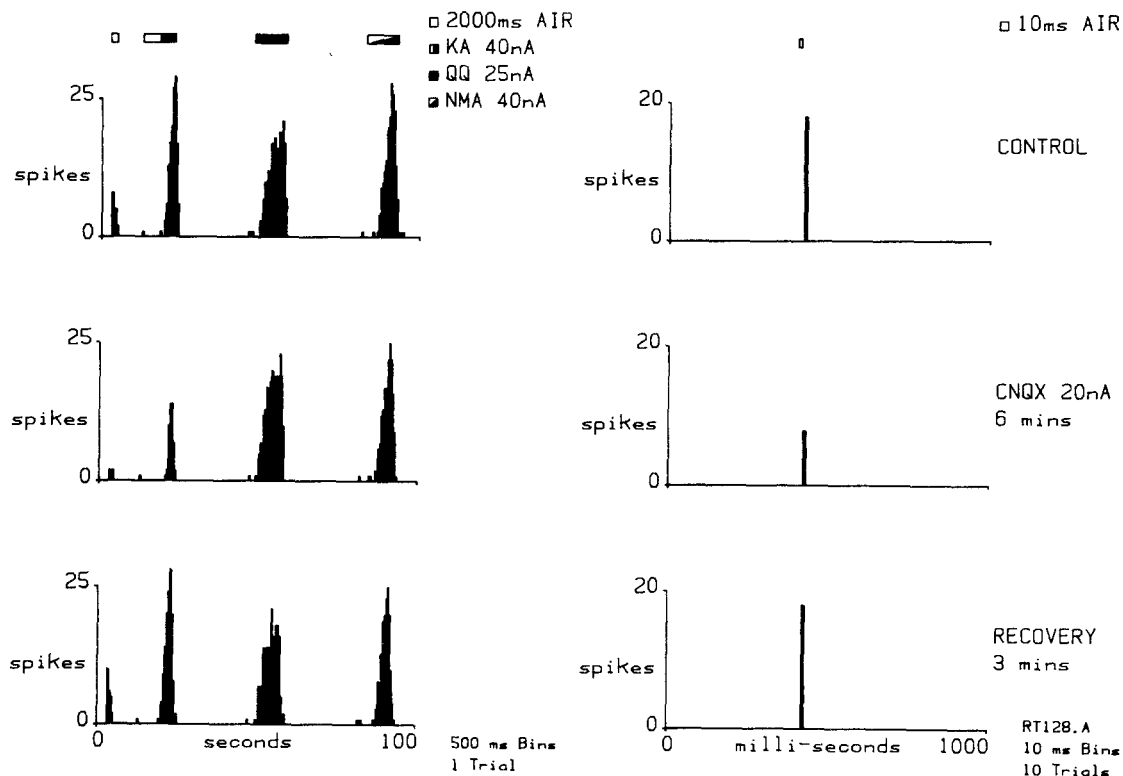 2000ms AIR
KA 40nA
QQ 25nA
NMA 40nA
10ms AIR
25
spikes
0
20
spikes
0
CONTROL
25
spikes
0
20
spikes
0
CNQX 20nA
6 mins
25
spikes
0
0
seconds
100
500 ms Bins
1 Trial
20
spikes
0
0
milli-seconds
1000
RECOVERY
3 mins
RT128.A
10 ms Bins
10 Trials